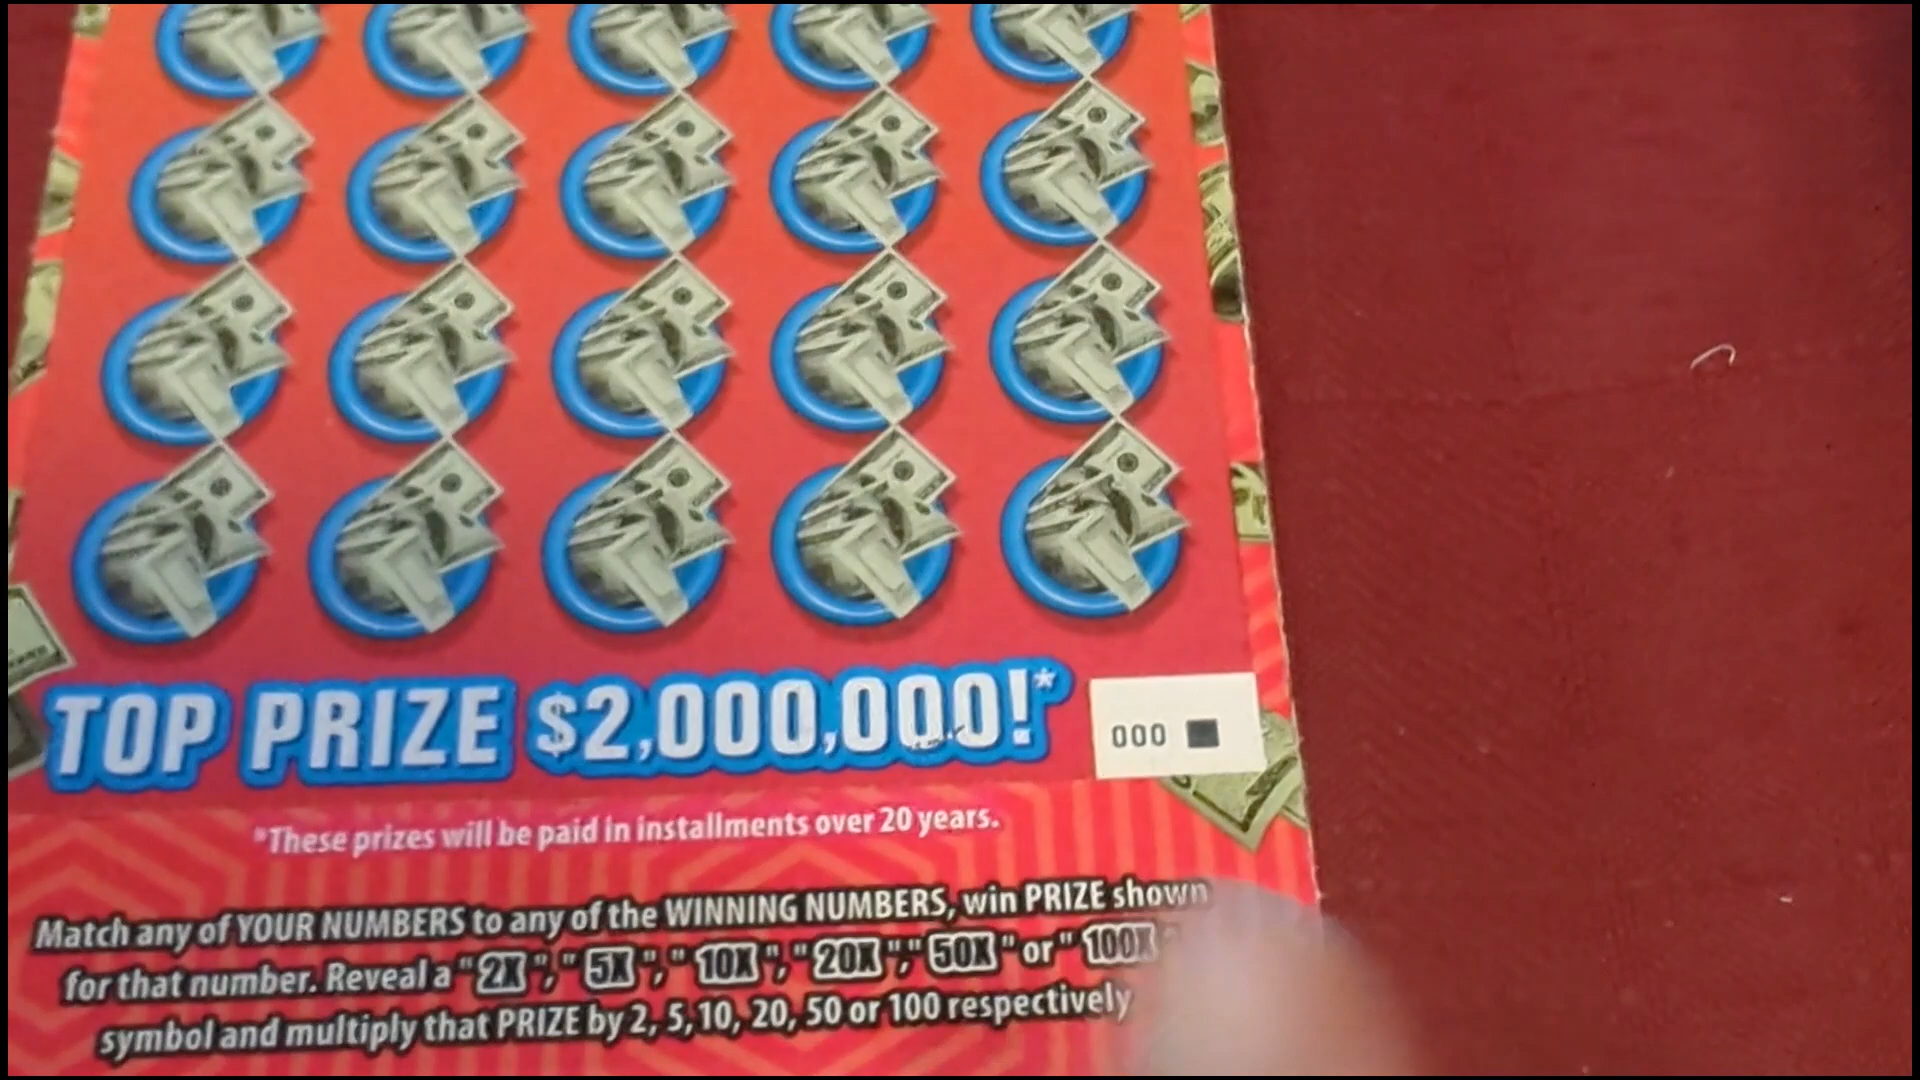 TOP PRIZE $2,000,000!*
000
*These prizes will be paid in installments over 20 years.
Match any of YOUR NUMBERS to any of the WINNING NUMBERS, win PRIZE shown
for that number. Reveal a "2X", "5X", "10X", "20X", "50X" or "100X
symbol and multiply that PRIZE by 2, 5, 10, 20, 50 or 100 respectively